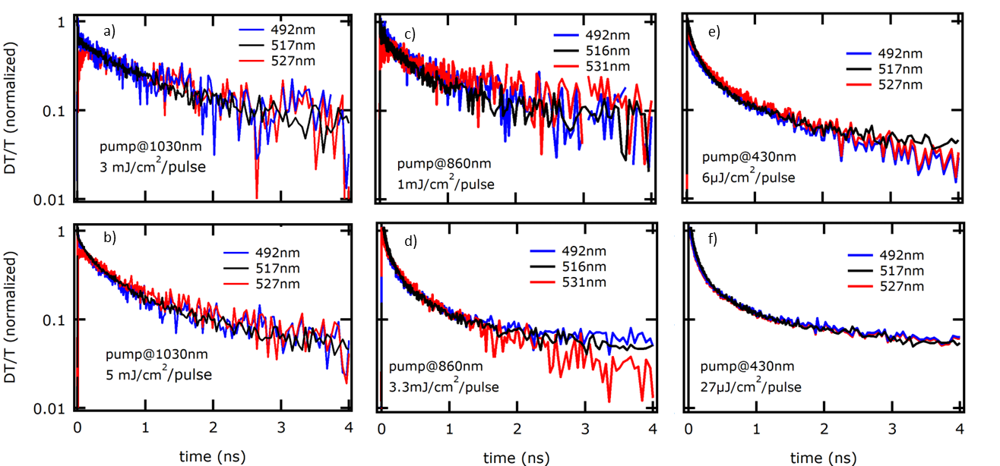 DT/T (normalized)
1
0.1
0.01
a)
492nm
517nm
527nm
pump@1030nm
3 mJ/cm²/pulse
c)
492nm
516nm
531nm
pump@860nm
1mJ/cm²/pulse
e)
492nm
517nm
527nm
pump@430nm
6µJ/cm²/pulse
DT/T (normalized)
1
0.1
0.01
b)
492nm
517nm
527nm
pump@1030nm
5 mJ/cm²/pulse
0 1 2 3 4
time (ns)
d)
492nm
516nm
531nm
pump@860nm
3.3mJ/cm²/pulse
0 1 2 3 4
time (ns)
f)
492nm
517nm
527nm
pump@430nm
27µJ/cm²/pulse
0 1 2 3 4
time (ns)